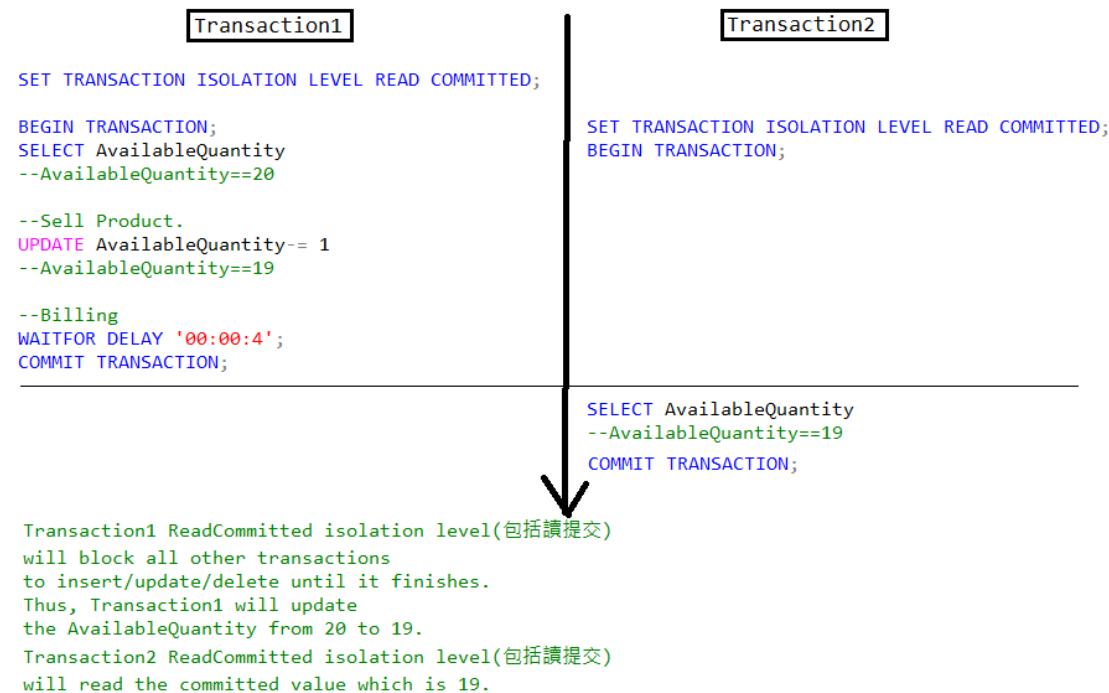 Transaction1
Transaction2
SET TRANSACTION ISOLATION LEVEL READ COMMITTED;
BEGIN TRANSACTION;
SELECT AvailableQuantity
--AvailableQuantity==20
--Sell Product.
UPDATE AvailableQuantity-= 1
--AvailableQuantity==19
--Billing
WAITFOR DELAY '00:00:4';
COMMIT TRANSACTION;
SET TRANSACTION ISOLATION LEVEL READ COMMITTED;
BEGIN TRANSACTION;
SELECT AvailableQuantity
--AvailableQuantity==19
COMMIT TRANSACTION;
Transaction1 ReadCommitted isolation level(包括讀提交)
will block all other transactions
to insert/update/delete until it finishes.
Thus, Transaction1 will update
the AvailableQuantity from 20 to 19.
Transaction2 ReadCommitted isolation level(包括讀提交)
will read the committed value which is 19.